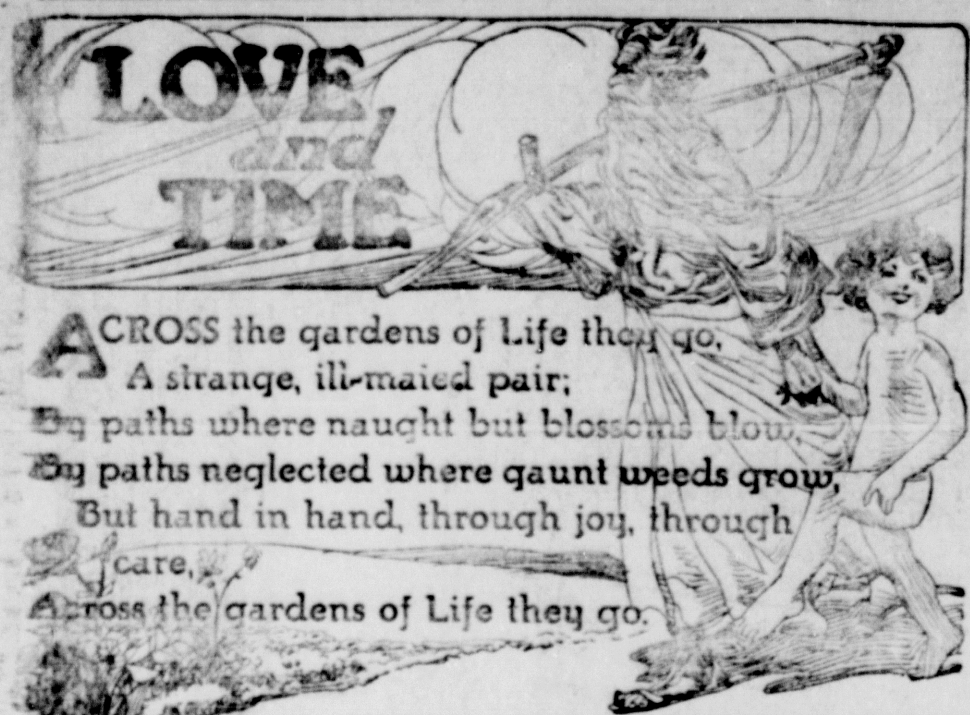 LOVE
and
TIME
ACROSS the gardens of Life they go,
A strange, ill-mated pair;
By paths where naught but blossoms blow,
By paths neglected where gaunt weeds grow,
But hand in hand, through joy, through
care,
Across the gardens of Life they go.